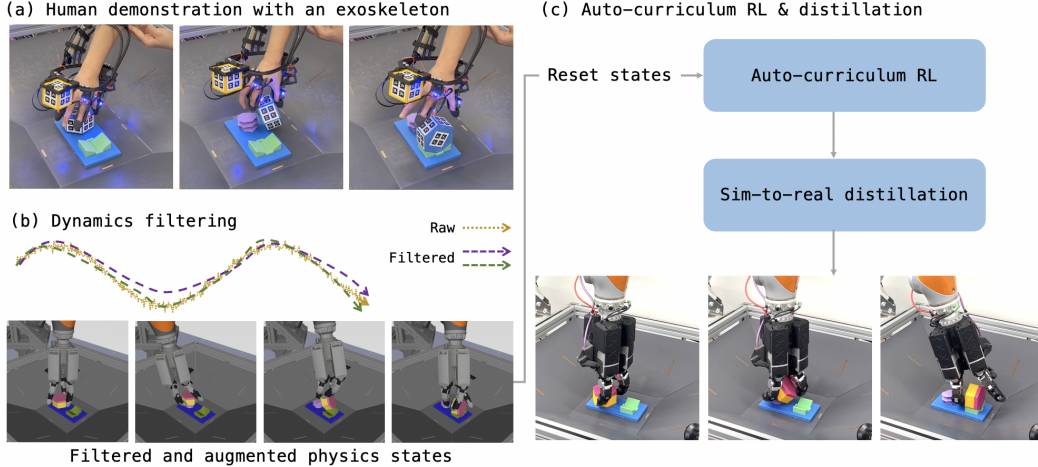 (a) Human demonstration with an exoskeleton
(b) Dynamics filtering
Raw
Filtered
Filtered and augmented physics states
(c) Auto-curriculum RL & distillation
Reset states
Auto-curriculum RL
Sim-to-real distillation